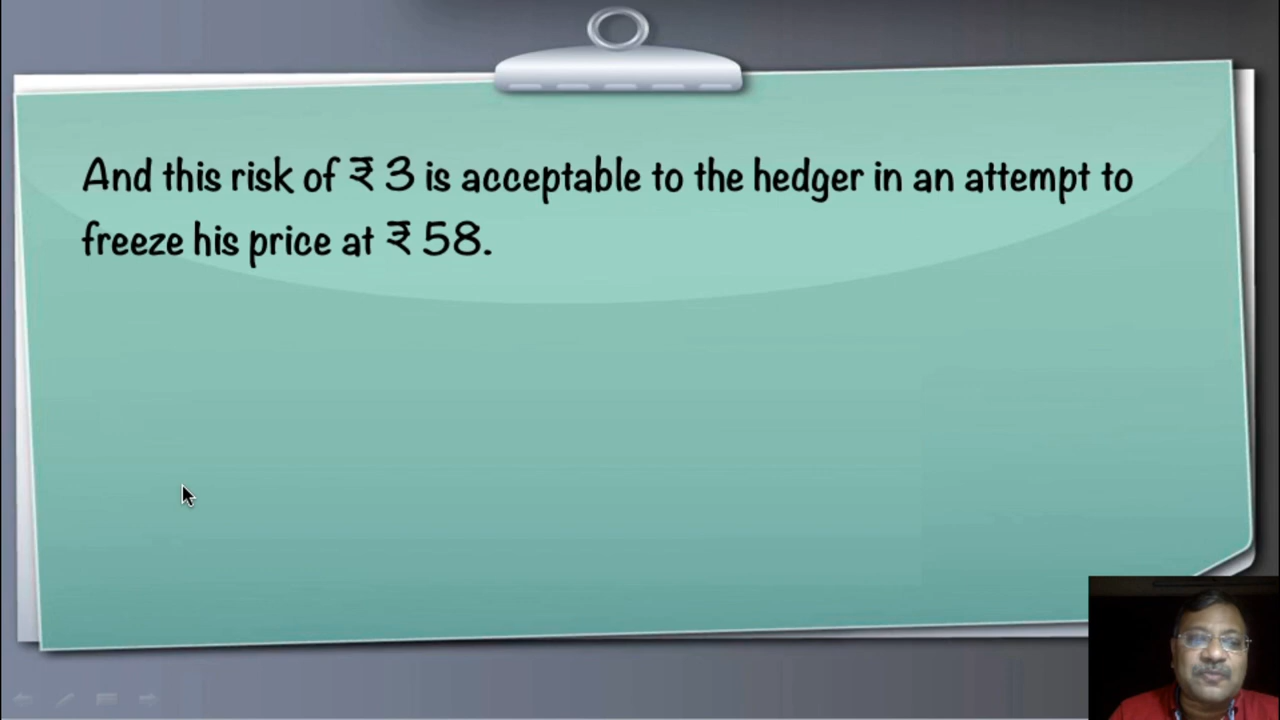 And this risk of ₹ 3 is acceptable to the hedger in an attempt to
freeze his price at ₹ 58.